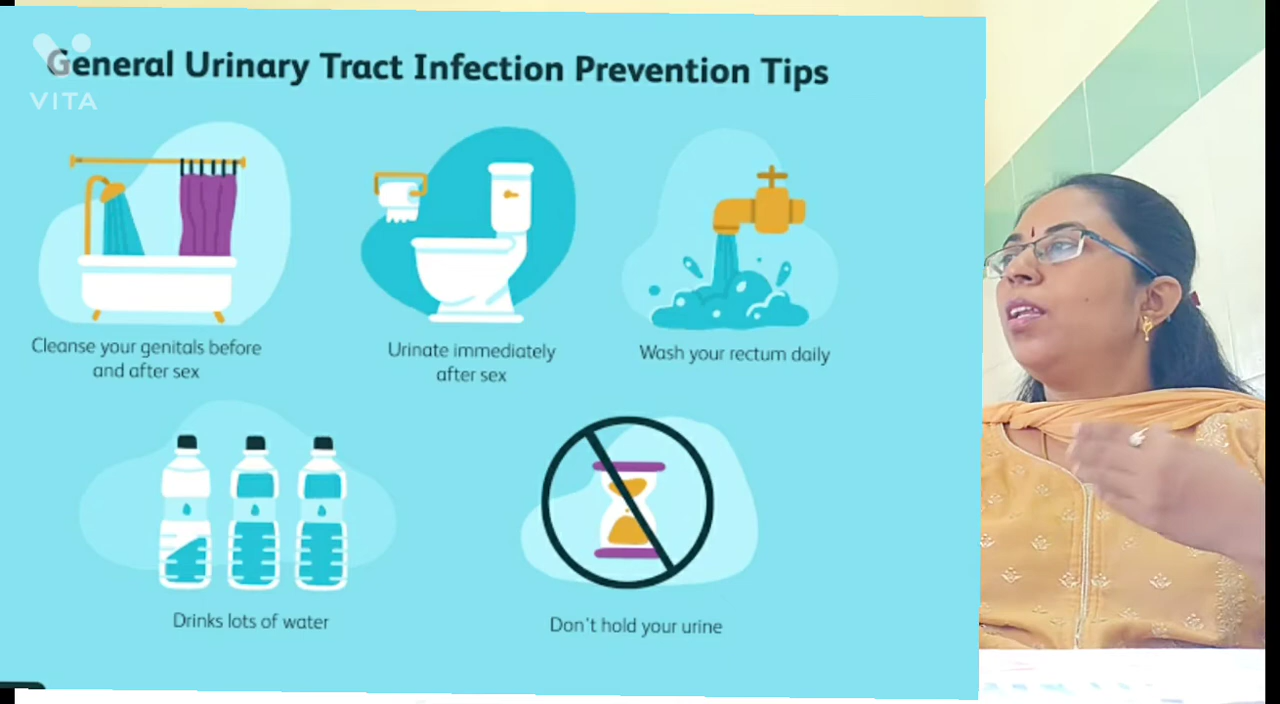 General Urinary Tract Infection Prevention Tips
VITA
Cleanse your genitals before
and after sex
Urinate immediately
after sex
Wash your rectum daily
Drinks lots of water
Don't hold your urine